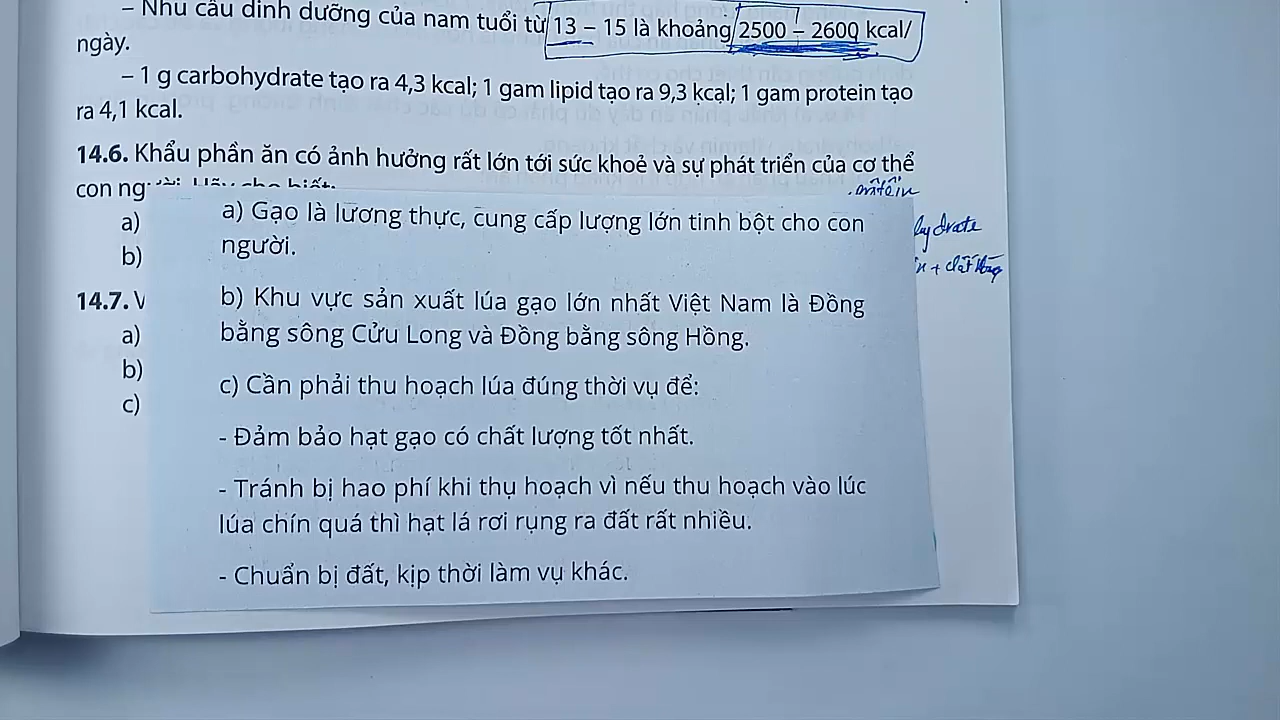 – Nhu cầu dinh dưỡng của nam tuổi từ 13 – 15 là khoảng 2500 – 2600 kcal/
ngày.
– 1 g carbohydrate tạo ra 4,3 kcal; 1 gam lipid tạo ra 9,3 kcal; 1 gam protein tạo
ra 4,1 kcal.
14.6. Khẩu phần ăn có ảnh hưởng rất lớn tới sức khoẻ và sự phát triển của cơ thể
con người. Hãy cho biết:
a)
b)
14.7. V
a)
b)
c)
a) Gạo là lương thực, cung cấp lượng lớn tinh bột cho con
người.
b) Khu vực sản xuất lúa gạo lớn nhất Việt Nam là Đồng
bằng sông Cửu Long và Đồng bằng sông Hồng.
c) Cần phải thu hoạch lúa đúng thời vụ để:
- Đảm bảo hạt gạo có chất lượng tốt nhất.
- Tránh bị hao phí khi thụ hoạch vì nếu thu hoạch vào lúc
lúa chín quá thì hạt lá rơi rụng ra đất rất nhiều.
- Chuẩn bị đất, kịp thời làm vụ khác.